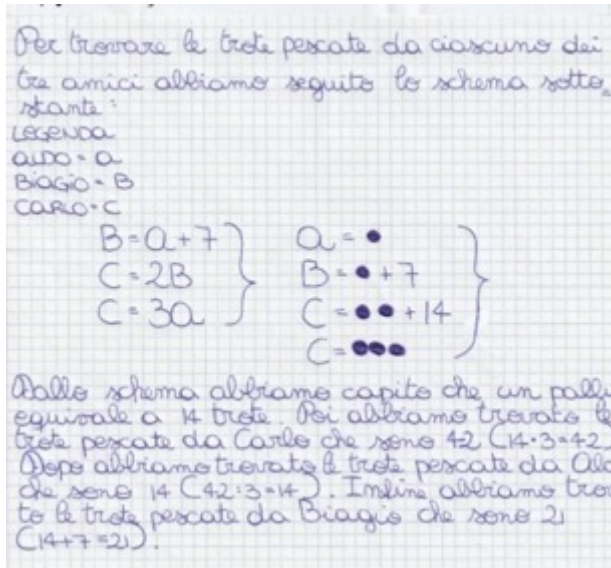 Per trovare le trote pescate da ciascuno dei
tre amici abbiamo seguito lo schema sotto
stante:
LEGENDA
ALDO = a
BIAGIO = B
CARLO = C
B = a + 7
C = 2B
C = 3a
a = ●
B = ● + 7
C = ●● + 14
C = ●●●
Dallo schema abbiamo capito che un palli
equivale a 14 trote. Poi abbiamo trovato le
trote pescate da Carlo che sono 42 (14·3=42
Dopo abbiamo trovato le trote pescate da Al
che sono 14 (42:3=14). Infine, abbiamo tro
to le trote pescate da Biagio che sono 21
(14+7=21).